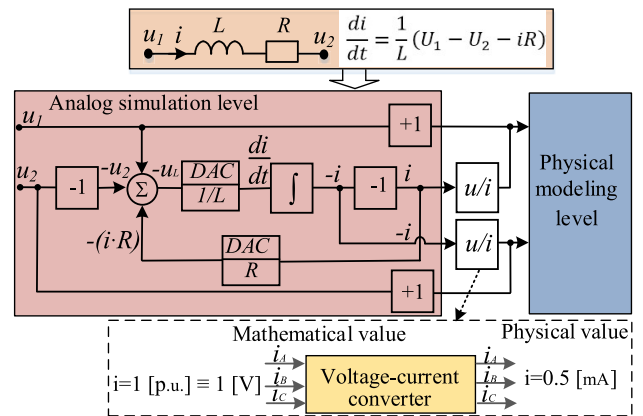 u1 i L R u2
di/dt = 1/L (U1 − U2 − iR)
Analog simulation level
u1
+1
u2
-1
-u2
Σ
-uL
DAC
1/L
di/dt
∫
-i
-1
i
u/i
Physical
modeling
level
-(i·R)
DAC
R
-i
u/i
+1
Mathematical value
Physical value
i=1 [p.u.] ≡ 1 [V]
iA
iB
iC
Voltage-current
converter
iA
iB
iC
i=0.5 [mA]